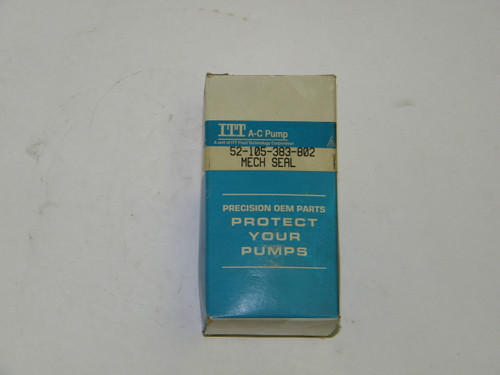 ITT A-C Pump
A unit of ITT Fluid Technology Corporation
52-105-383-802
MECH SEAL
PRECISION OEM PARTS
PROTECT
YOUR
PUMPS